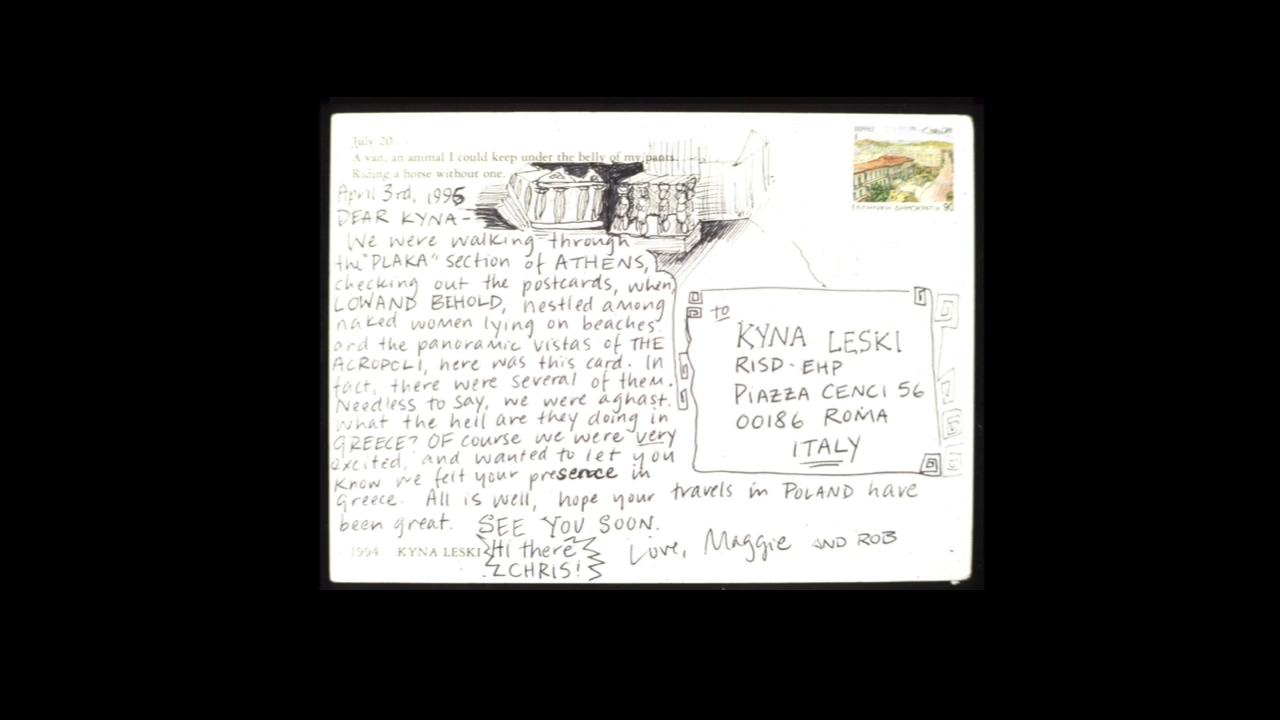 July 20
A van, an animal I could keep under the belly of my pants.
Riding a horse without one.
April 3rd, 1995
DEAR KYNA-
We were walking through
the "PLAKA" section of ATHENS,
checking out the postcards, when,
LOW AND BEHOLD, nestled among
naked women lying on beaches
and the panoramic vistas of THE
ACROPOLI, here was this card. In
fact, there were several of them.
Needless to say, we were aghast.
What the hell are they doing in
GREECE? OF course we were very
excited, and wanted to let you
know we felt your presence in
Greece. All is well, hope your travels in POLAND have
been great. SEE YOU SOON.
Love, Maggie AND ROB
1994 KYNA LESKI
Hi there
CHRIS!
to
KYNA LESKI
RISD-EHP
PIAZZA CENCI 56
00186 ROMA
ITALY
ΕΛΛΗΝΙΚΗ ΔΗΜΟΚΡΑΤΙΑ 90